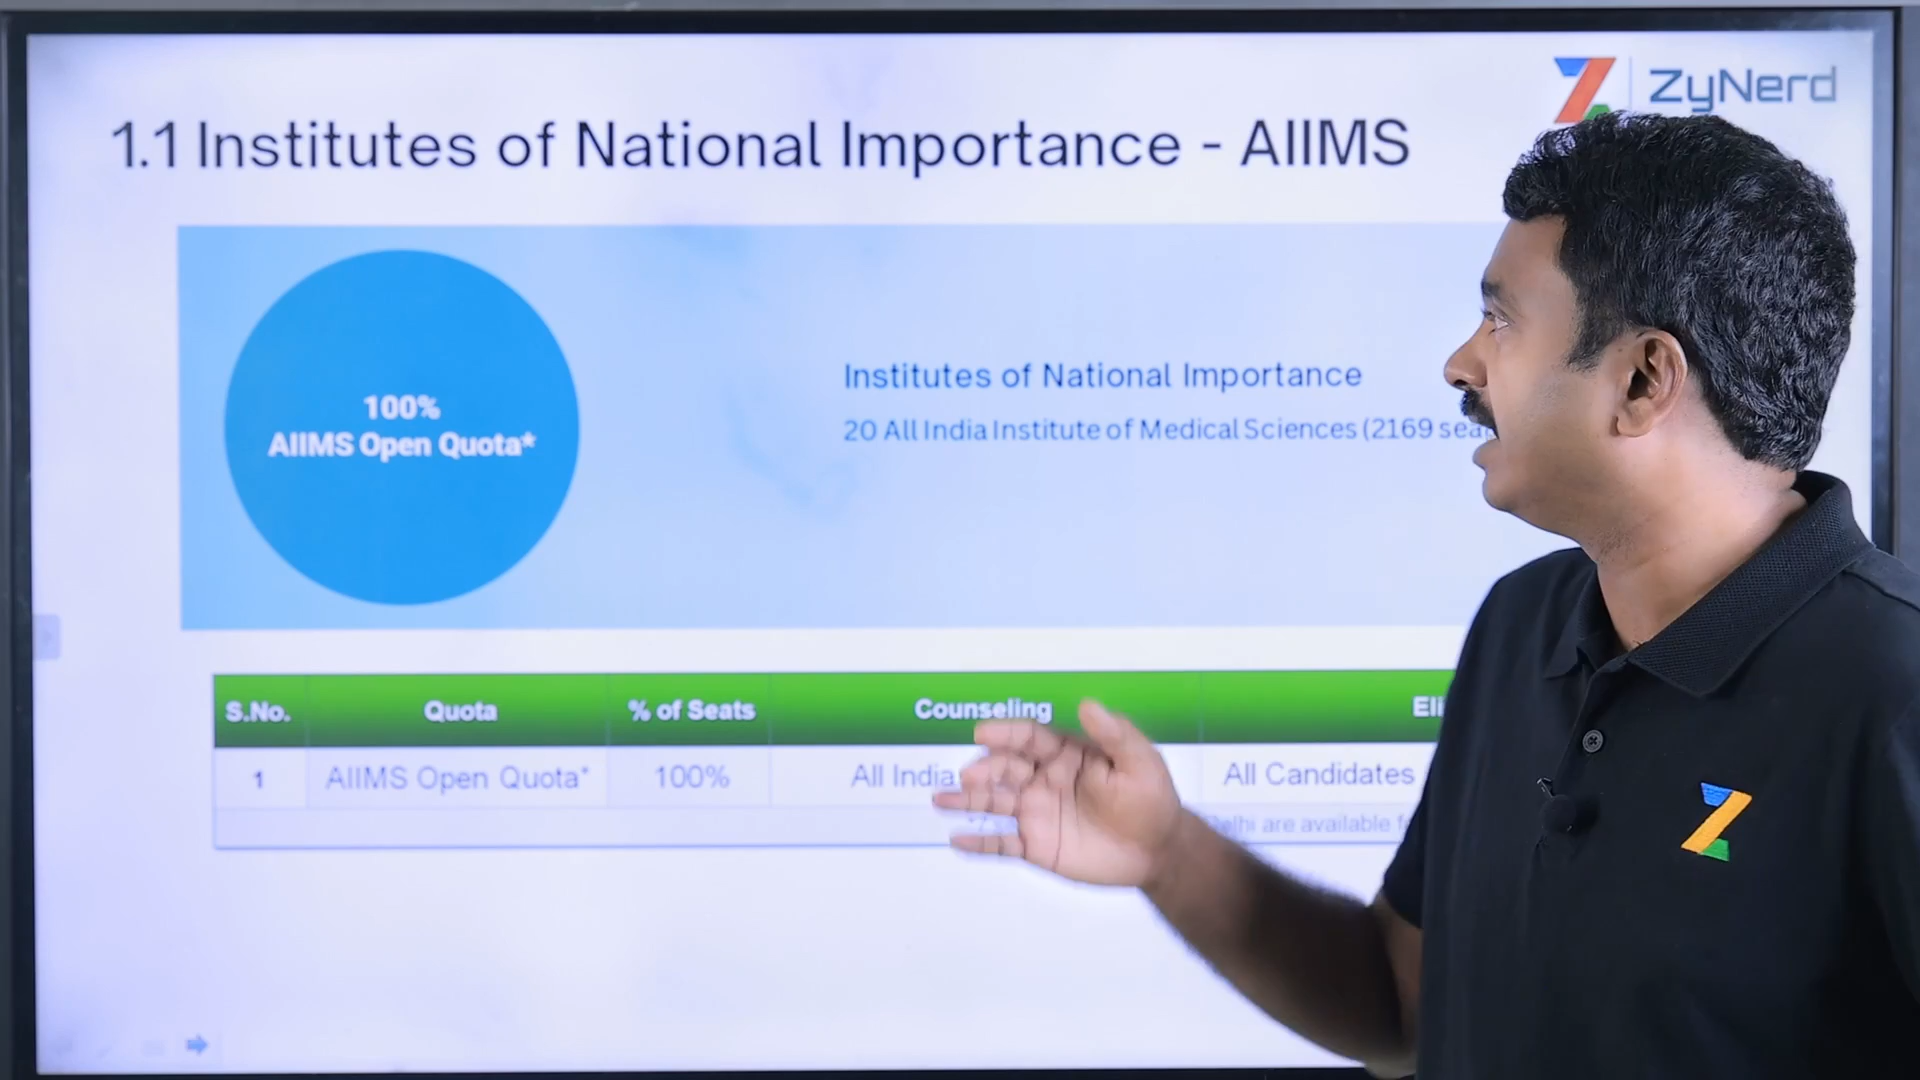 ZyNerd
1.1 Institutes of National Importance - AIIMS
100%
AIIMS Open Quota*
Institutes of National Importance
20 All India Institute of Medical Sciences (2169
S.No. Quota % of Seats Counseling
1 AIIMS Open Quota* 100% All India All Candidates
are available